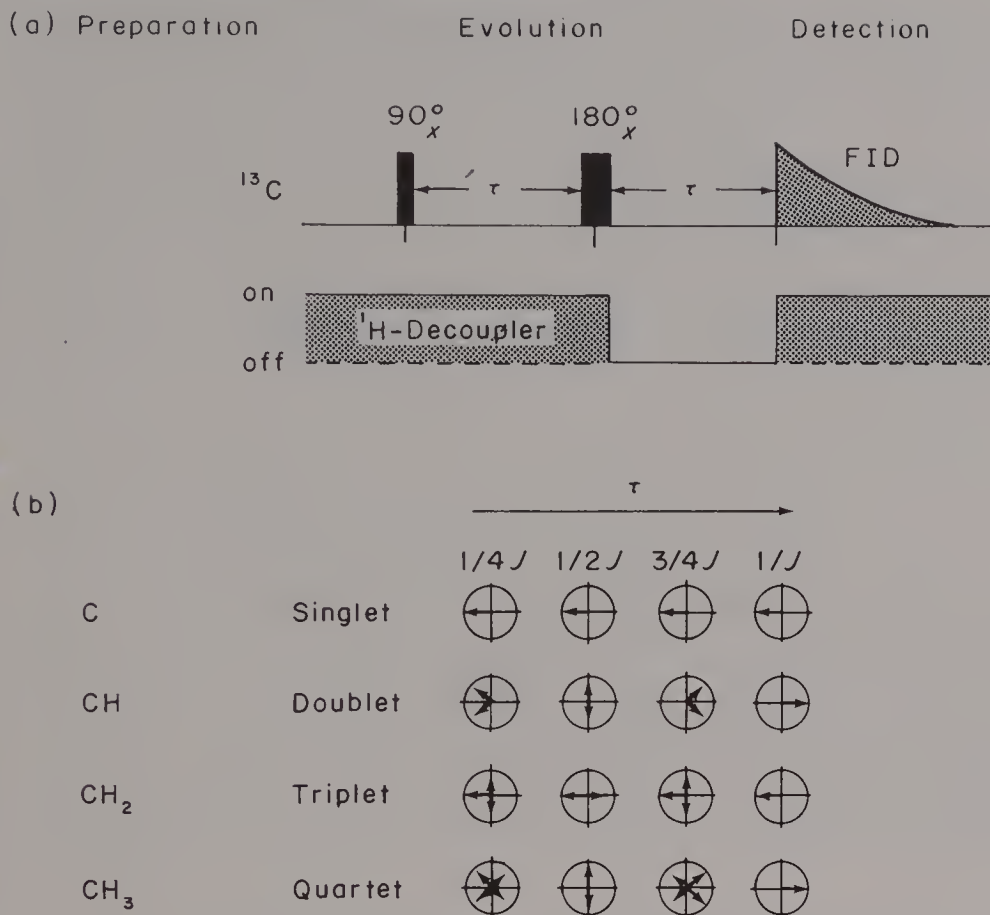 (a) Preparation Evolution Detection
90°x 180°x
¹³C τ τ FID
on
¹H-Decoupler
off
(b) τ
1/4J 1/2J 3/4J 1/J
C Singlet
CH Doublet
CH₂ Triplet
CH₃ Quartet